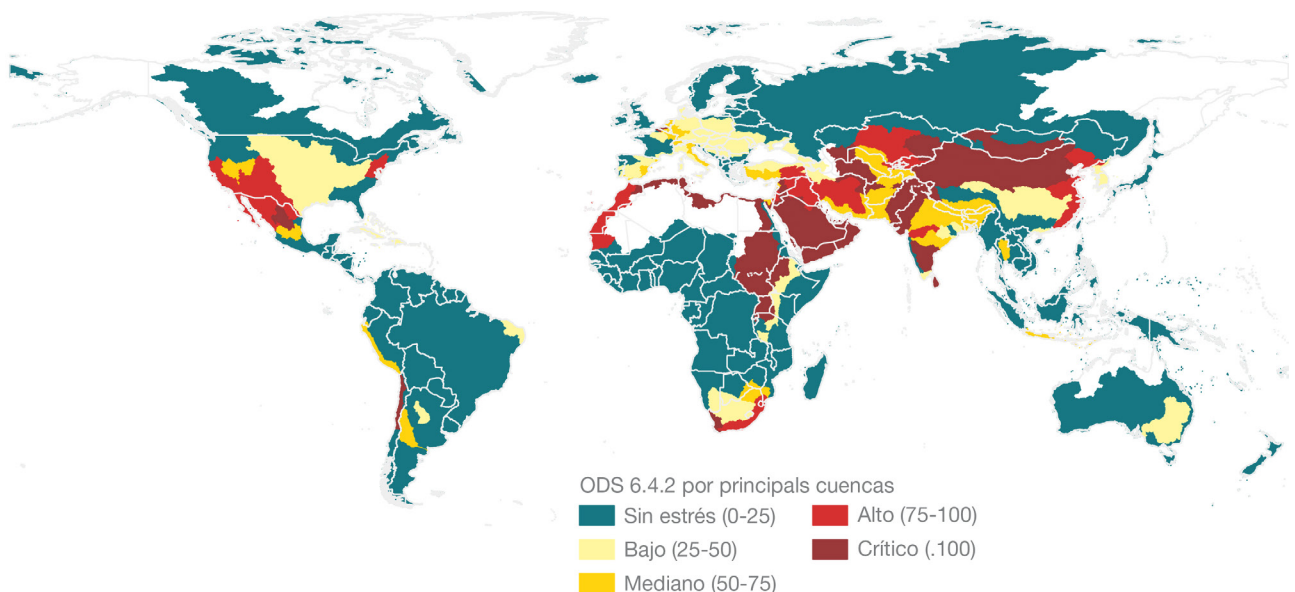 ODS 6.4.2 por principals cuencas
Sin estrés (0-25)
Bajo (25-50)
Mediano (50-75)
Alto (75-100)
Crítico (.100)